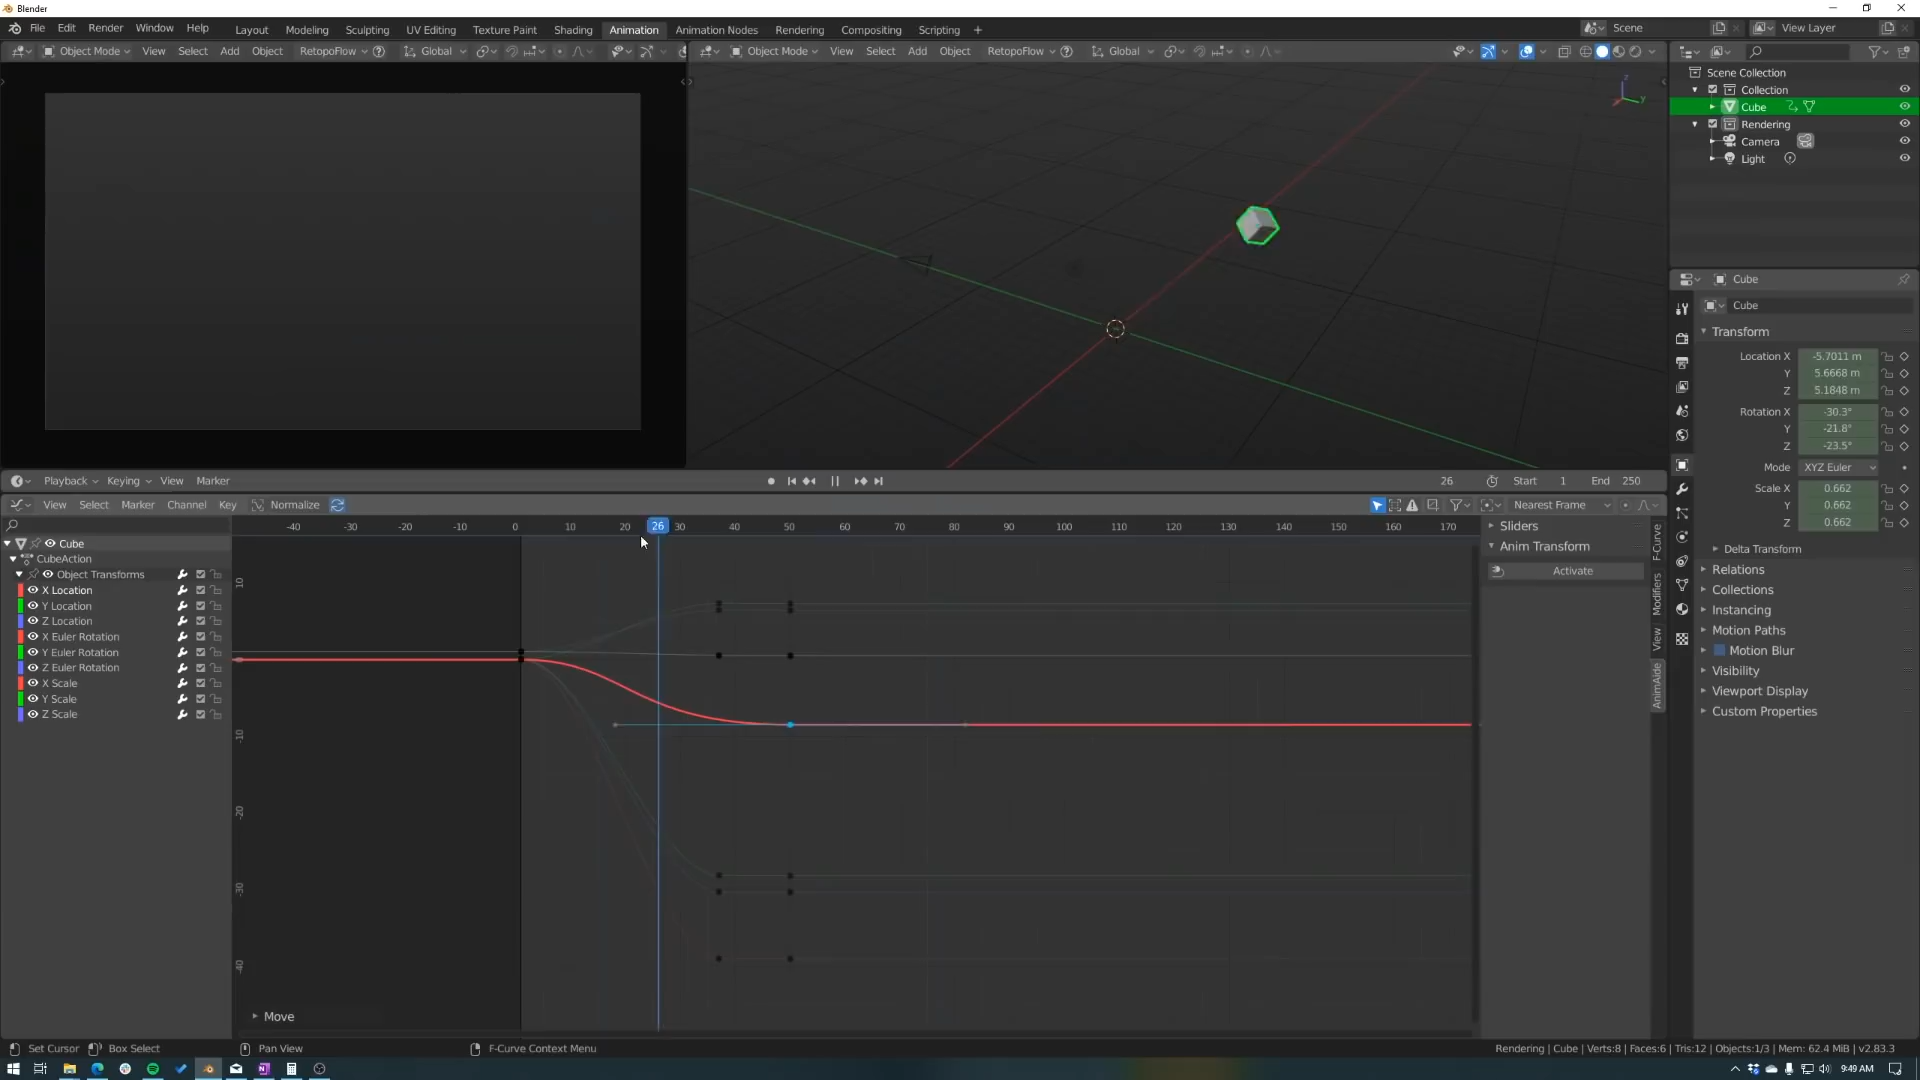 Blender
File Edit Render Window Help Layout Modeling Sculpting UV Editing Texture Paint Shading Animation Animation Nodes Rendering Compositing Scripting + Scene View Layer
Object Mode View Select Add Object RetopoFlow Global Object Mode View Select Add Object RetopoFlow Global
Scene Collection
Collection
Cube
Rendering
Camera
Light
Cube
Cube
Transform
Location X -5.7011 m
Y 5.6668 m
Z 5.1848 m
Rotation X -30.3°
Y -21.8°
Z -23.5°
Mode XYZ Euler
Scale X 0.662
Y 0.662
Z 0.662
Delta Transform
Relations
Collections
Instancing
Motion Paths
Motion Blur
Visibility
Viewport Display
Custom Properties
Playback Keying View Marker 26 Start 1 End 250
View Select Marker Channel Key Normalize Nearest Frame
-40 -30 -20 -10 0 10 20 26 30 40 50 60 70 80 90 100 110 120 130 140 150 160 170
Cube
CubeAction
Object Transforms
X Location
Y Location
Z Location
X Euler Rotation
Y Euler Rotation
Z Euler Rotation
X Scale
Y Scale
Z Scale
10
-10
-20
-30
-40
Sliders
Anim Transform
Activate
F-Curve
Modifiers
View
AnimAide
Move
Set Cursor Box Select Pan View F-Curve Context Menu Rendering | Cube | Verts:8 | Faces:6 | Tris:12 | Objects:1/3 | Mem: 62.4 MiB | v2.83.3
9:49 AM